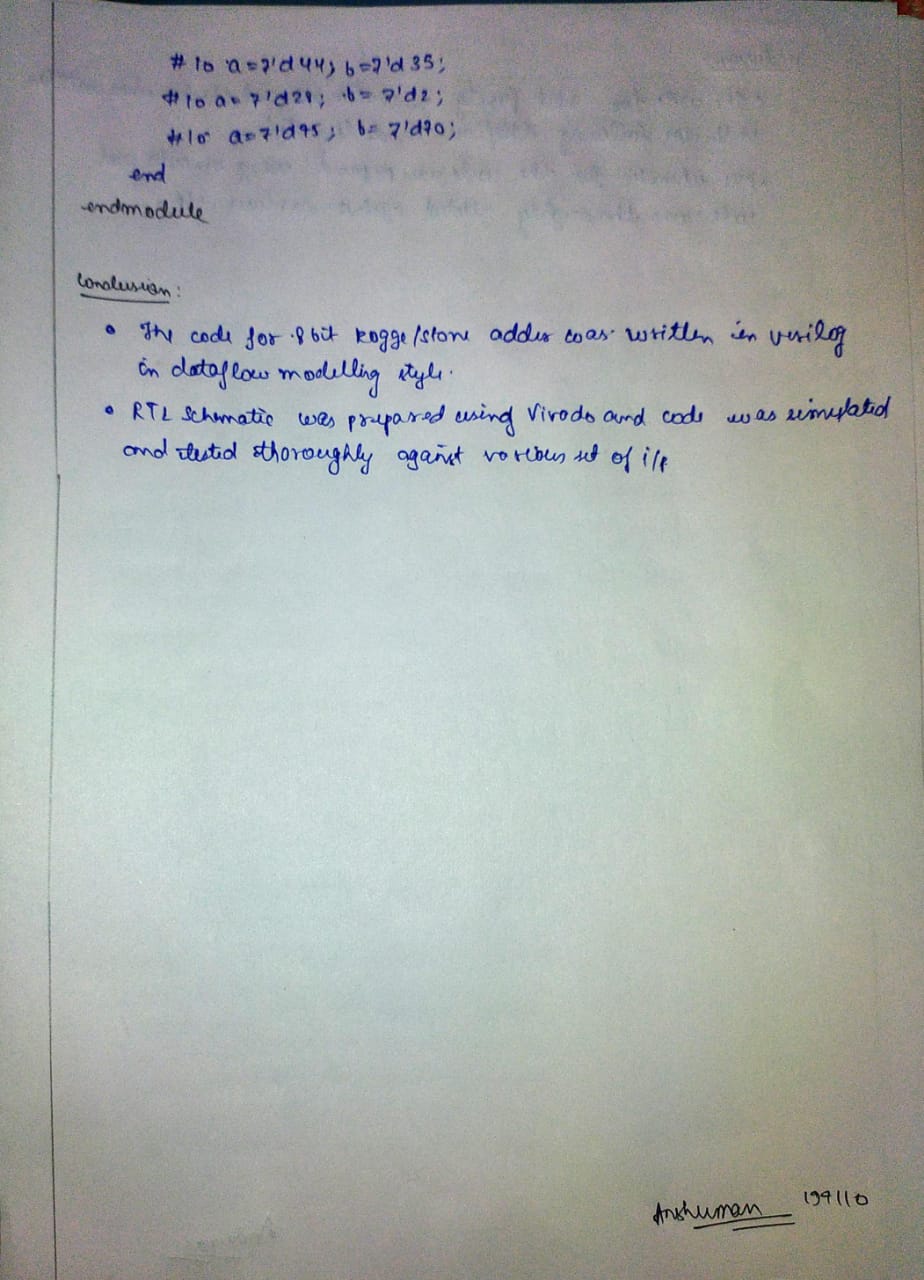 #10 a=7'd44; b=7'd35;
#10 a= 7'd29; b= 7'd2;
#10 a=7'd95; b= 7'd70;
end
endmodule
Conclusion:
• The code for 8 bit kogge/stone adder was written in verilog
in dataflow modelling style.
• RTL Schematic was prepared using Vivado and code was simulated
and tested thoroughly against various set of i/p
Anshuman 199110